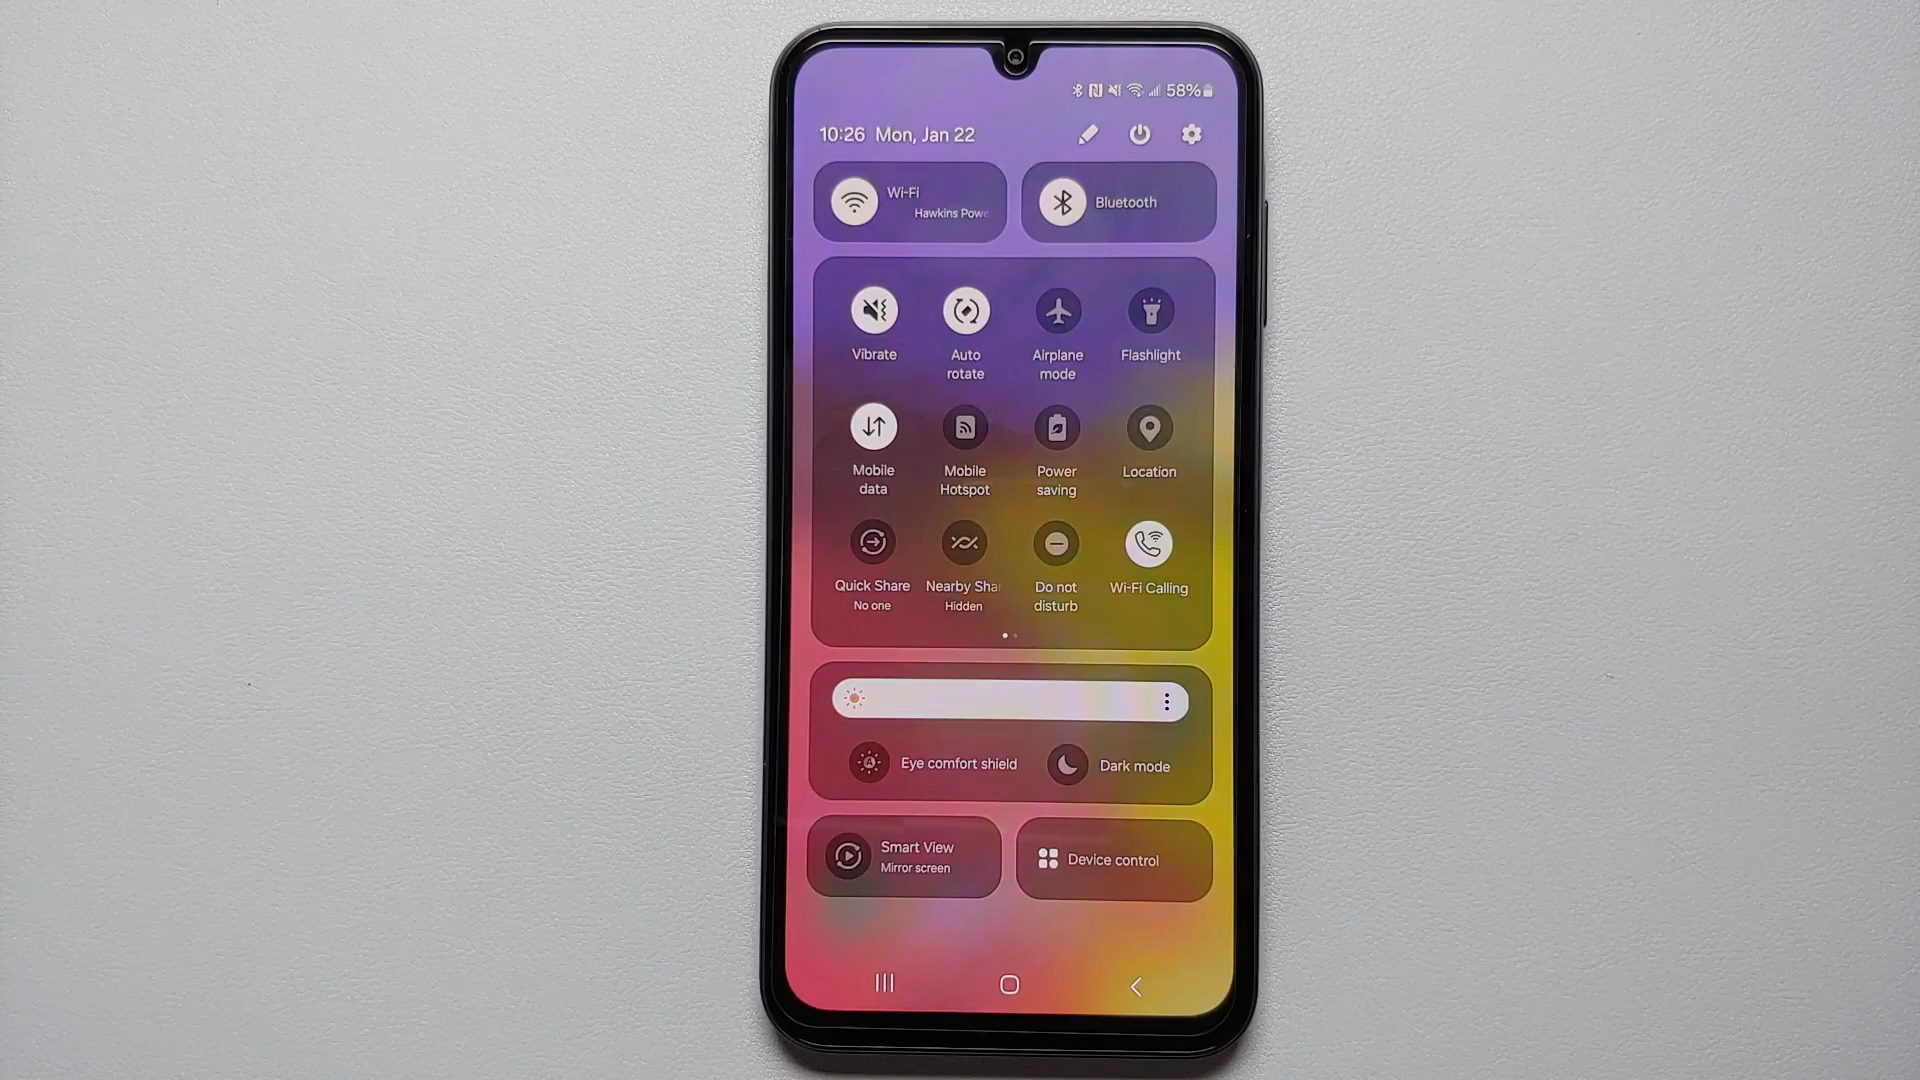 58%
10:26 Mon, Jan 22
Wi-Fi
Hawkins Powe
Bluetooth
Vibrate
Auto
rotate
Airplane
mode
Flashlight
Mobile
data
Mobile
Hotspot
Power
saving
Location
Quick Share
No one
Nearby Sha
Hidden
Do not
disturb
Wi-Fi Calling
Eye comfort shield
Dark mode
Smart View
Mirror screen
Device control